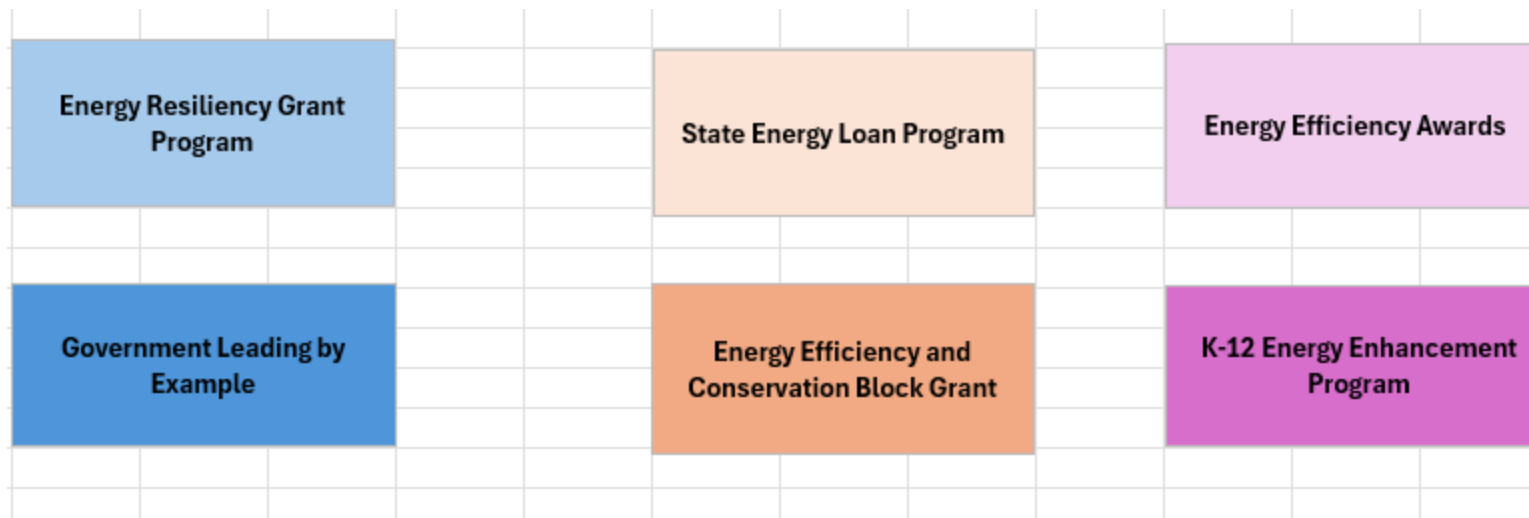 Energy Resiliency Grant
Program
State Energy Loan Program
Energy Efficiency Awards
Government Leading by
Example
Energy Efficiency and
Conservation Block Grant
K-12 Energy Enhancement
Program